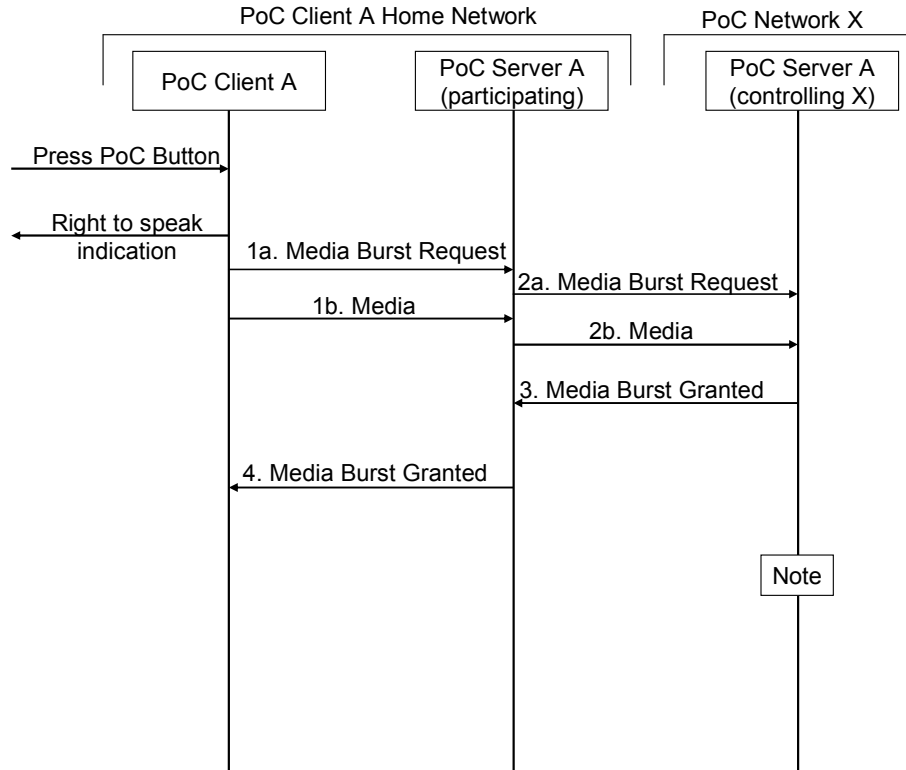 PoC Client A Home Network
PoC Network X
PoC Client A
PoC Server A
(participating)
PoC Server A
(controlling X)
Press PoC Button
Right to speak
indication
1a. Media Burst Request
2a. Media Burst Request
1b. Media
2b. Media
3. Media Burst Granted
4. Media Burst Granted
Note